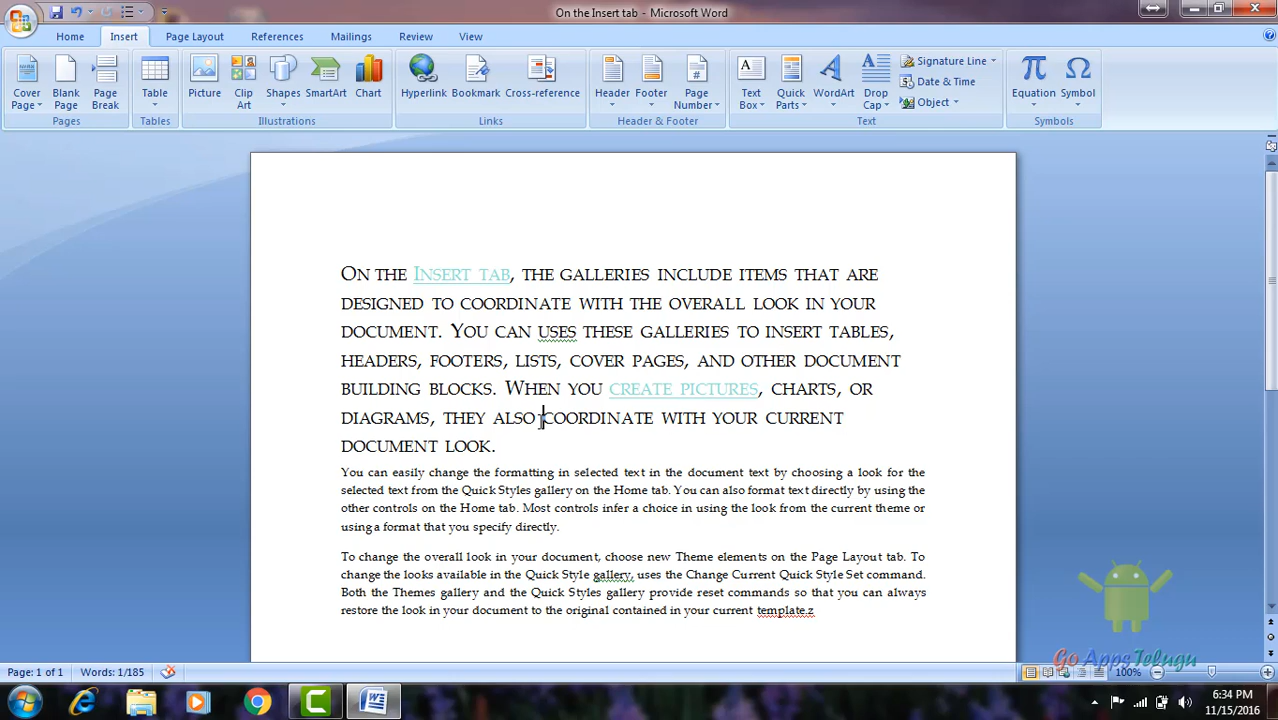 On the Insert tab - Microsoft Word
Home Insert Page Layout References Mailings Review View
Cover Page
Blank Page
Page Break
Table
Picture
Clip Art
Shapes
SmartArt
Chart
Hyperlink
Bookmark
Cross-reference
Header
Footer
Page Number
Text Box
Quick Parts
WordArt
Drop Cap
Signature Line
Date & Time
Object
Equation
Symbol
Pages Tables Illustrations Links Header & Footer Text Symbols
ON THE INSERT TAB, THE GALLERIES INCLUDE ITEMS THAT ARE
DESIGNED TO COORDINATE WITH THE OVERALL LOOK IN YOUR
DOCUMENT. YOU CAN USES THESE GALLERIES TO INSERT TABLES,
HEADERS, FOOTERS, LISTS, COVER PAGES, AND OTHER DOCUMENT
BUILDING BLOCKS. WHEN YOU CREATE PICTURES, CHARTS, OR
DIAGRAMS, THEY ALSO COORDINATE WITH YOUR CURRENT
DOCUMENT LOOK.
You can easily change the formatting in selected text in the document text by choosing a look for the
selected text from the Quick Styles gallery on the Home tab. You can also format text directly by using the
other controls on the Home tab. Most controls infer a choice in using the look from the current theme or
using a format that you specify directly.
To change the overall look in your document, choose new Theme elements on the Page Layout tab. To
change the looks available in the Quick Style gallery, uses the Change Current Quick Style Set command.
Both the Themes gallery and the Quick Styles gallery provide reset commands so that you can always
restore the look in your document to the original contained in your current template.z
Go Apps Telugu
Page: 1 of 1 Words: 1/185 100%
6:34 PM
11/15/2016